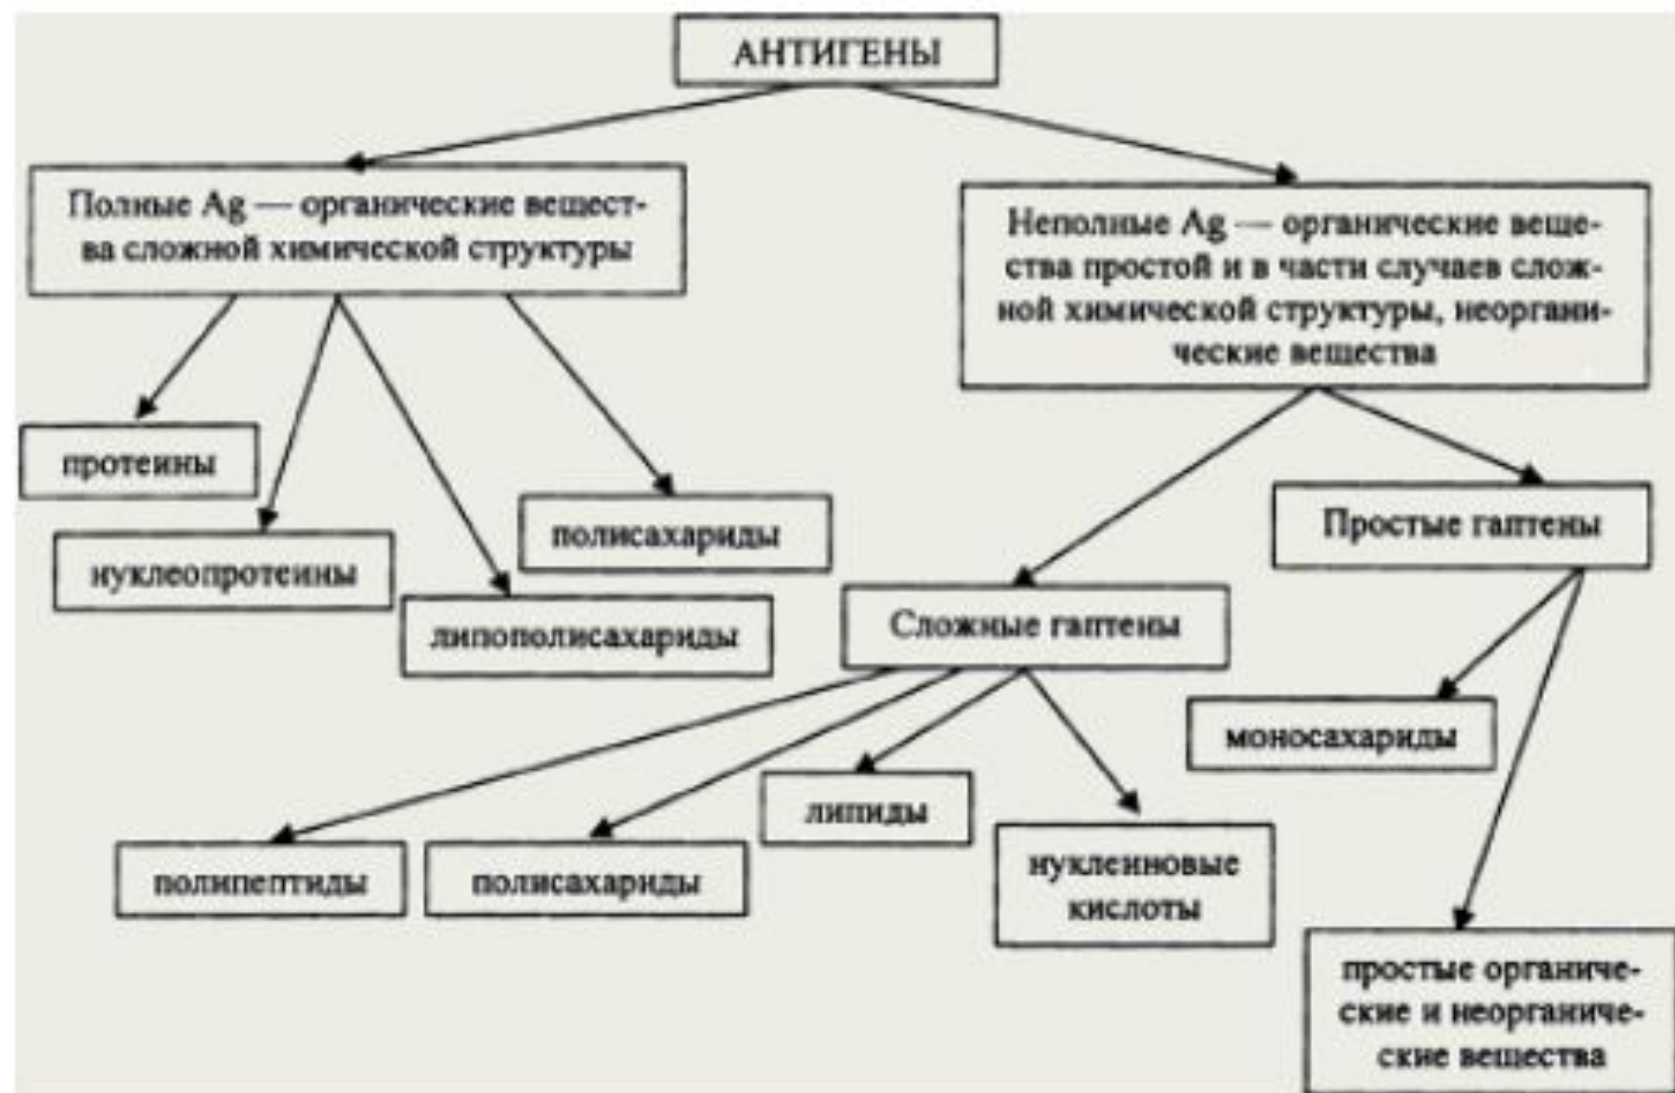 АНТИГЕНЫ
Полные Ag — органические вещест-
ва сложной химической структуры
Неполные Ag — органические веще-
ства простой и в части случаев слож-
ной химической структуры, неоргани-
ческие вещества
протеины
нуклеопротеины
липополисахариды
полисахариды
Простые гаптены
Сложные гаптены
моносахариды
липиды
полипептиды
полисахариды
нуклеиновые
кислоты
простые органиче-
ские и неорганиче-
ские вещества